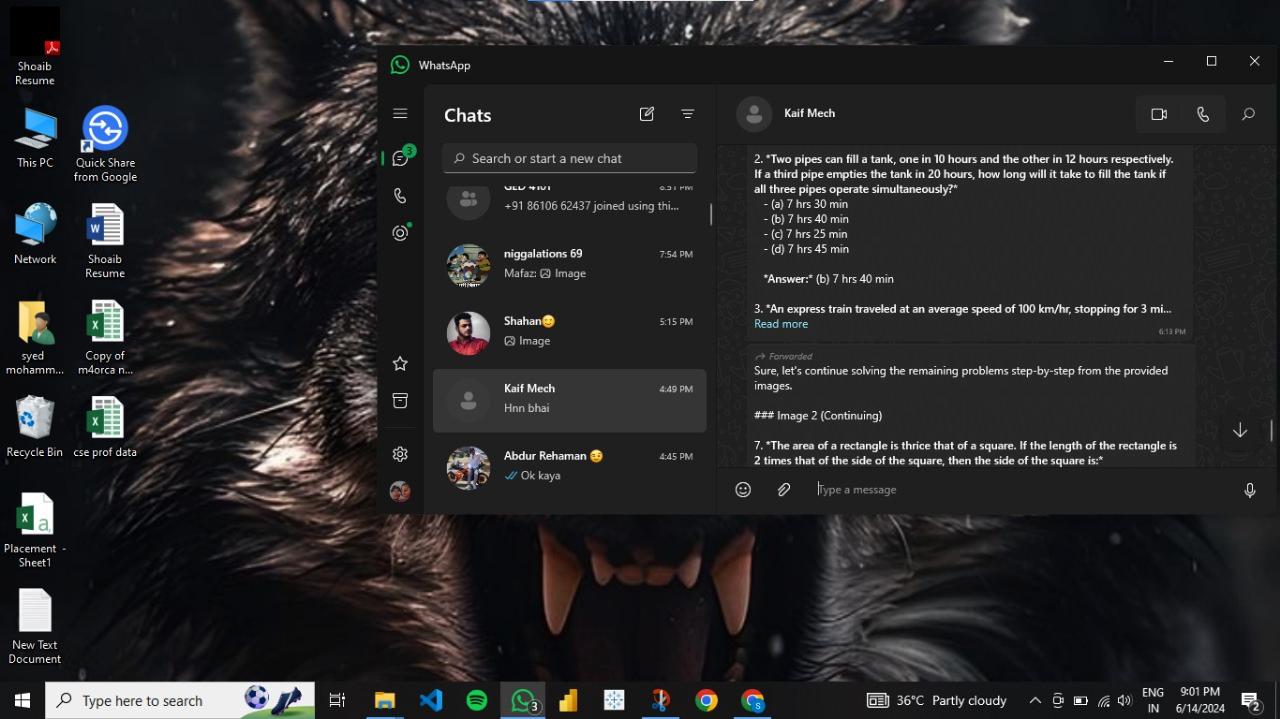 Shoaib
Resume
This PC
Quick Share
from Google
Network
Shoaib
Resume
syed
mohamm...
Copy of
m4orca n...
Recycle Bin
cse prof data
Placement -
Sheet1
New Text
Document
WhatsApp
3
Chats
Search or start a new chat
GED 4101
8:51 PM
+91 86106 62437 joined using thi...
niggalations 69
7:54 PM
Mafaz: Image
Shahan😊
5:15 PM
Image
Kaif Mech
4:49 PM
Hnn bhai
Abdur Rehaman 😉
4:45 PM
Ok kaya
Kaif Mech
2. *Two pipes can fill a tank, one in 10 hours and the other in 12 hours respectively.
If a third pipe empties the tank in 20 hours, how long will it take to fill the tank if
all three pipes operate simultaneously?*
- (a) 7 hrs 30 min
- (b) 7 hrs 40 min
- (c) 7 hrs 25 min
- (d) 7 hrs 45 min
*Answer:* (b) 7 hrs 40 min
3. *An express train traveled at an average speed of 100 km/hr, stopping for 3 mi...
Read more
6:13 PM
Forwarded
Sure, let's continue solving the remaining problems step-by-step from the provided
images.
### Image 2 (Continuing)
7. *The area of a rectangle is thrice that of a square. If the length of the rectangle is
2 times that of the side of the square, then the side of the square is:*
Type a message
Type here to search
3
36°C Partly cloudy
ENG
IN
9:01 PM
6/14/2024
2